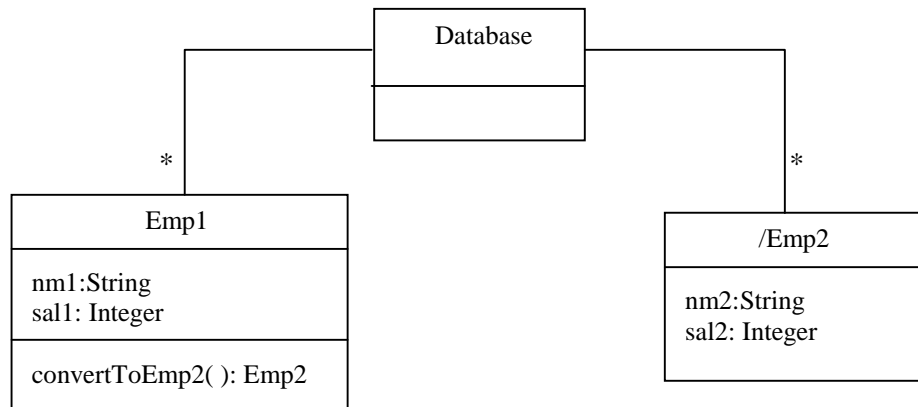 Database
*
*
Emp1
nm1:String
sal1: Integer
convertToEmp2( ): Emp2
/Emp2
nm2:String
sal2: Integer